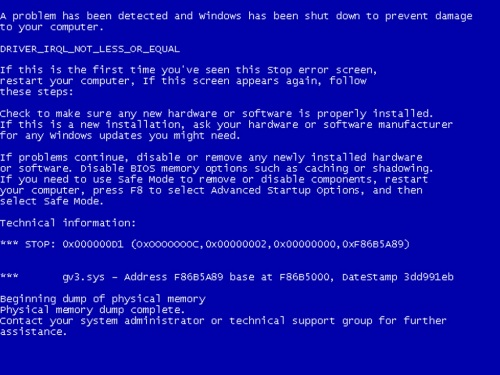 A problem has been detected and Windows has been shut down to prevent damage
to your computer.
DRIVER_IRQL_NOT_LESS_OR_EQUAL
If this is the first time you've seen this Stop error screen,
restart your computer, If this screen appears again, follow
these steps:
Check to make sure any new hardware or software is properly installed.
If this is a new installation, ask your hardware or software manufacturer
for any Windows updates you might need.
If problems continue, disable or remove any newly installed hardware
or software. Disable BIOS memory options such as caching or shadowing.
If you need to use Safe Mode to remove or disable components, restart
your computer, press F8 to select Advanced Startup Options, and then
select Safe Mode.
Technical information:
*** STOP: 0x000000D1 (0x0000000C,0x00000002,0x00000000,0xF86B5A89)
*** gv3.sys - Address F86B5A89 base at F86B5000, DateStamp 3dd991eb
Beginning dump of physical memory
Physical memory dump complete.
Contact your system administrator or technical support group for further
assistance.